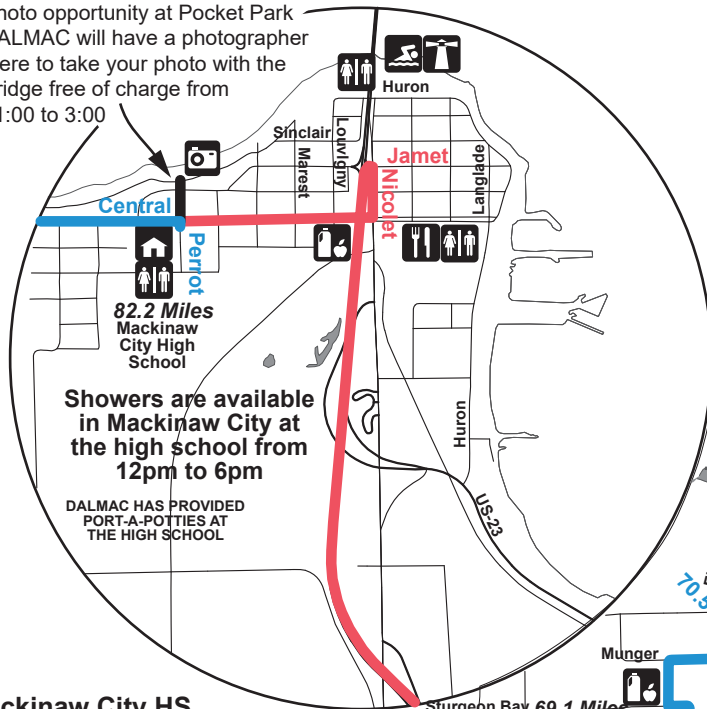 hoto opportunity at Pocket Park
ALMAC will have a photographer
ere to take your photo with the
ridge free of charge from
1:00 to 3:00
Huron
Sinclair
Louvigny
Marest
Jamet
Nicolet
Langlade
Central
Perrot
82.2 Miles
Mackinaw
City High
School
Showers are available
in Mackinaw City at
the high school from
12pm to 6pm
DALMAC HAS PROVIDED
PORT-A-POTTIES AT
THE HIGH SCHOOL
Huron
US-23
70.5
Munger
Sturgeon Bay 69.1 Miles
ckinaw City HS